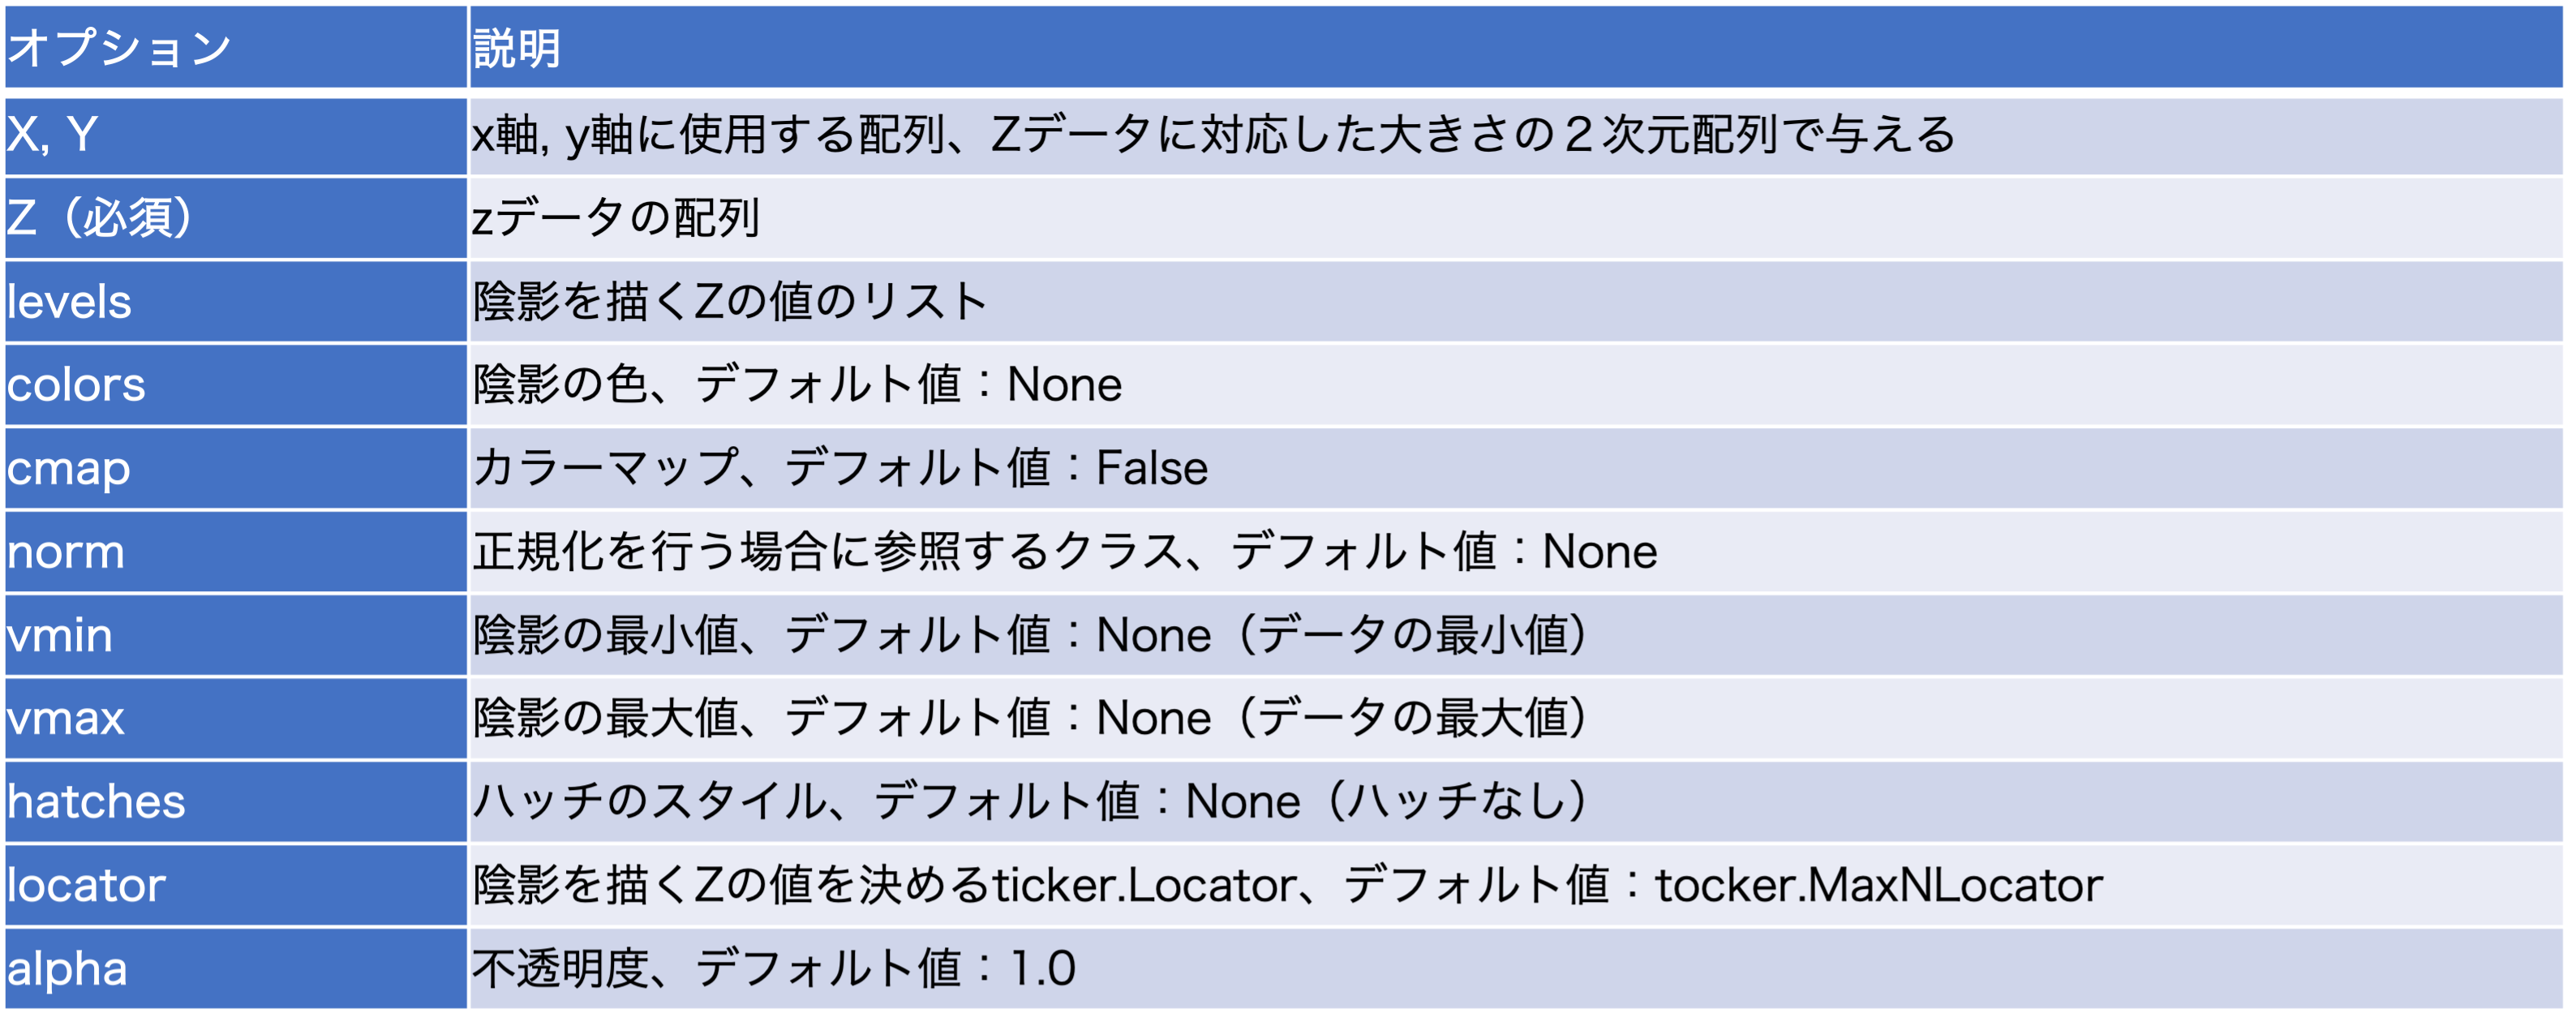 オプション 説明
X, Y x軸, y軸に使用する配列、Zデータに対応した大きさの２次元配列で与える
Z（必須） zデータの配列
levels 陰影を描くZの値のリスト
colors 陰影の色、デフォルト値：None
cmap カラーマップ、デフォルト値：False
norm 正規化を行う場合に参照するクラス、デフォルト値：None
vmin 陰影の最小値、デフォルト値：None（データの最小値）
vmax 陰影の最大値、デフォルト値：None（データの最大値）
hatches ハッチのスタイル、デフォルト値：None（ハッチなし）
locator 陰影を描くZの値を決めるticker.Locator、デフォルト値：tocker.MaxNLocator
alpha 不透明度、デフォルト値：1.0